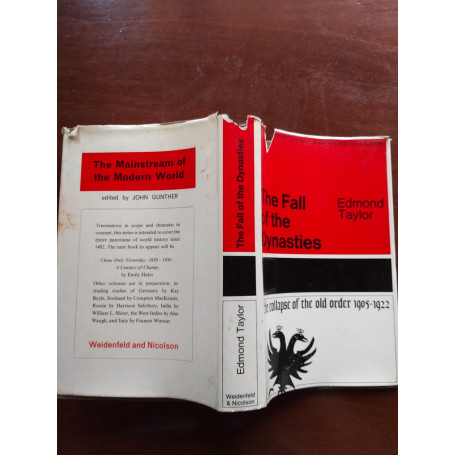 The Mainstream of
the Modern World
edited by JOHN GUNTHER
Tremendous in scope and dramatic in
concept, this series is intended to cover the
entire panorama of world history since
1492. The next book to appear will be
China Only Yesterday: 1850-1950-
A Century of Change,
by Emily Hahn
Other volumes are in preparation, in-
cluding studies of Germany by Kay
Boyle, Scotland by Compton MacKenzie,
Russia by Harrison Salisbury, India by
William L. Shirer, the West Indies by Alec
Waugh, and Italy by Frances Winwar.
Weidenfeld and Nicolson
The Fall of the Dynasties
Edmond Taylor
Weidenfeld
& Nicolson
The Fall
of the
Dynasties
Edmond
Taylor
the collapse of the old order 1905-1922